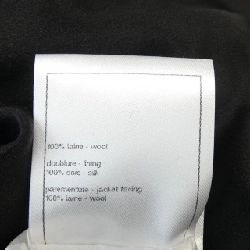 100% laine - wool
doublure - lining
100% soie - silk
parementure - jacket facing
100% laine - wool